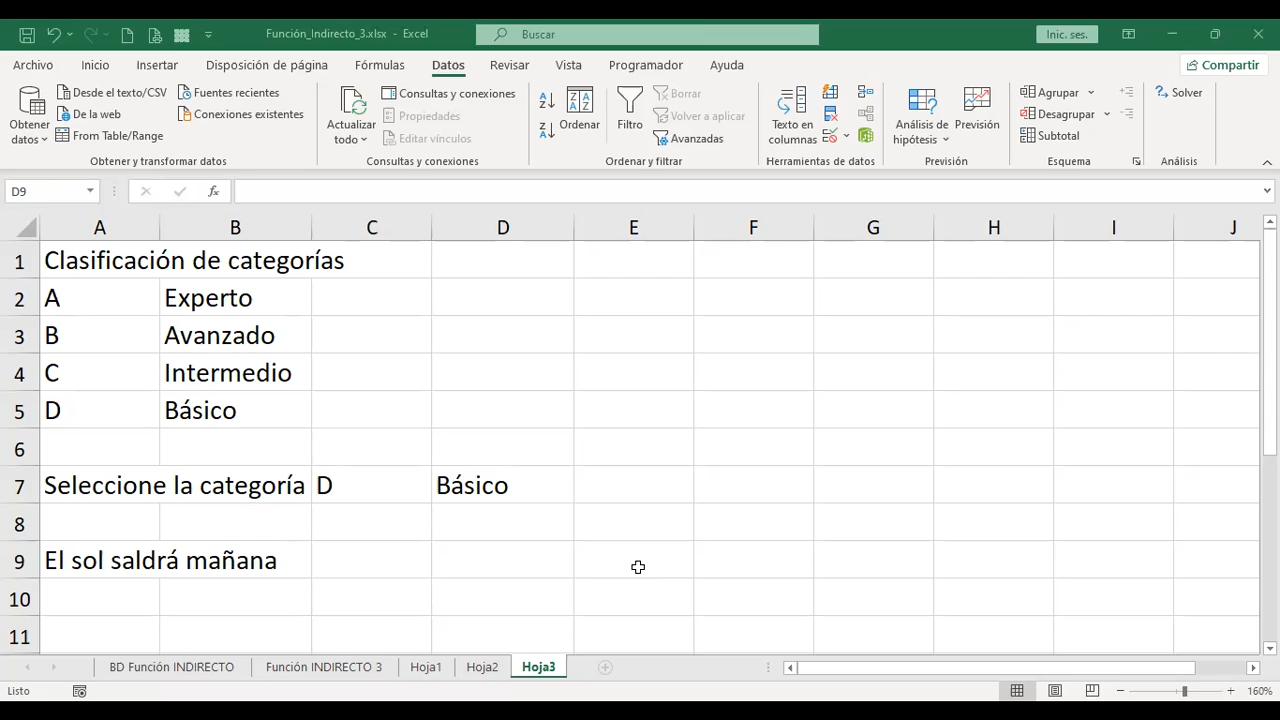 Función_Indirecto_3.xlsx - Excel
Buscar
Inic. ses.
Archivo Inicio Insertar Disposición de página Fórmulas Datos Revisar Vista Programador Ayuda Compartir
Obtener datos
Desde el texto/CSV
De la web
From Table/Range
Fuentes recientes
Conexiones existentes
Obtener y transformar datos
Actualizar todo
Consultas y conexiones
Propiedades
Editar vínculos
Consultas y conexiones
Ordenar
Filtro
Borrar
Volver a aplicar
Avanzadas
Ordenar y filtrar
Texto en columnas
Herramientas de datos
Análisis de hipótesis
Previsión
Previsión
Agrupar
Desagrupar
Subtotal
Esquema
Solver
Análisis
D9 fx
A B C D E F G H I J
1 Clasificación de categorías
2 A Experto
3 B Avanzado
4 C Intermedio
5 D Básico
6
7 Seleccione la categoría D Básico
8
9 El sol saldrá mañana
10
11
BD Función INDIRECTO Función INDIRECTO 3 Hoja1 Hoja2 Hoja3
Listo 160%